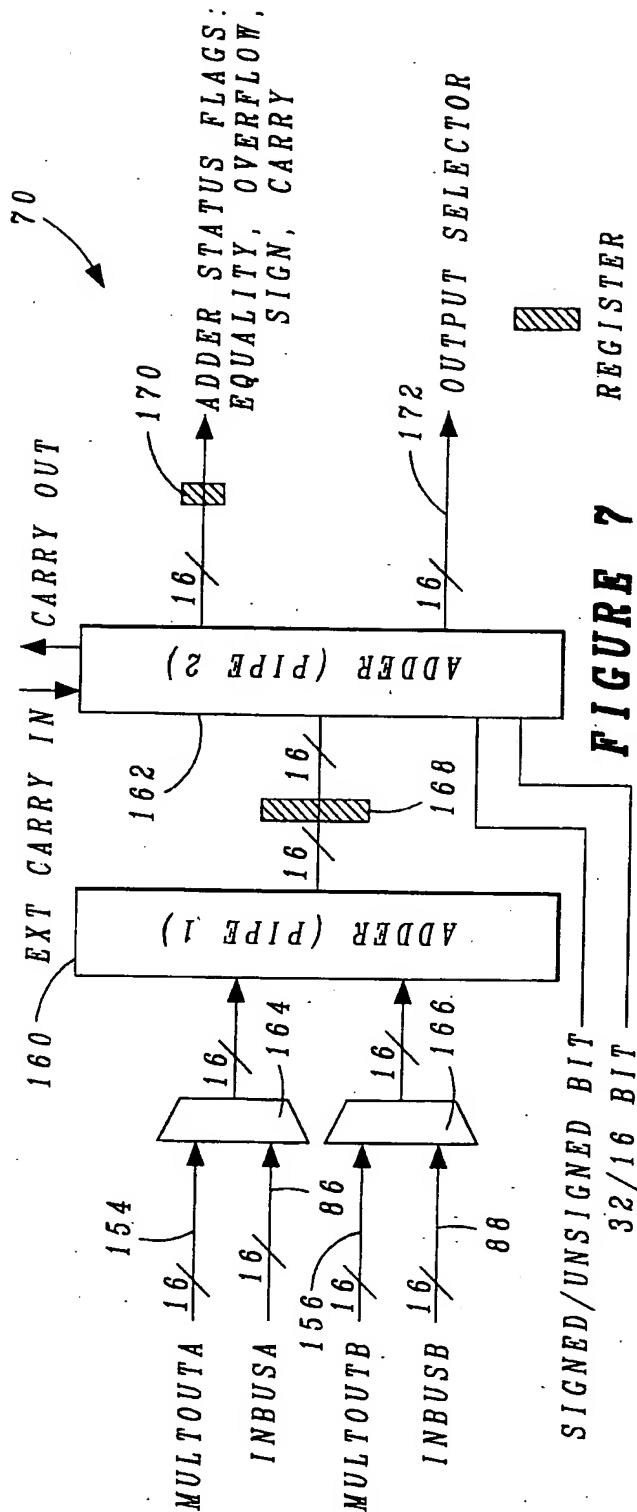 70
ADDER STATUS FLAGS:
EQUALITY, OVERFLOW,
SIGN, CARRY
170
16
EXT CARRY IN
CARRY OUT
160
162
ADDER (PIPE 1)
ADDER (PIPE 2)
16
16
168
MULTOUTA
16
154
16
164
INBUSA
16
86
MULTOUTB
16
156
16
166
INBUSB
16
88
16
172
OUTPUT SELECTOR
SIGNED/UNSIGNED BIT
32/16 BIT
REGISTER
FIGURE 7